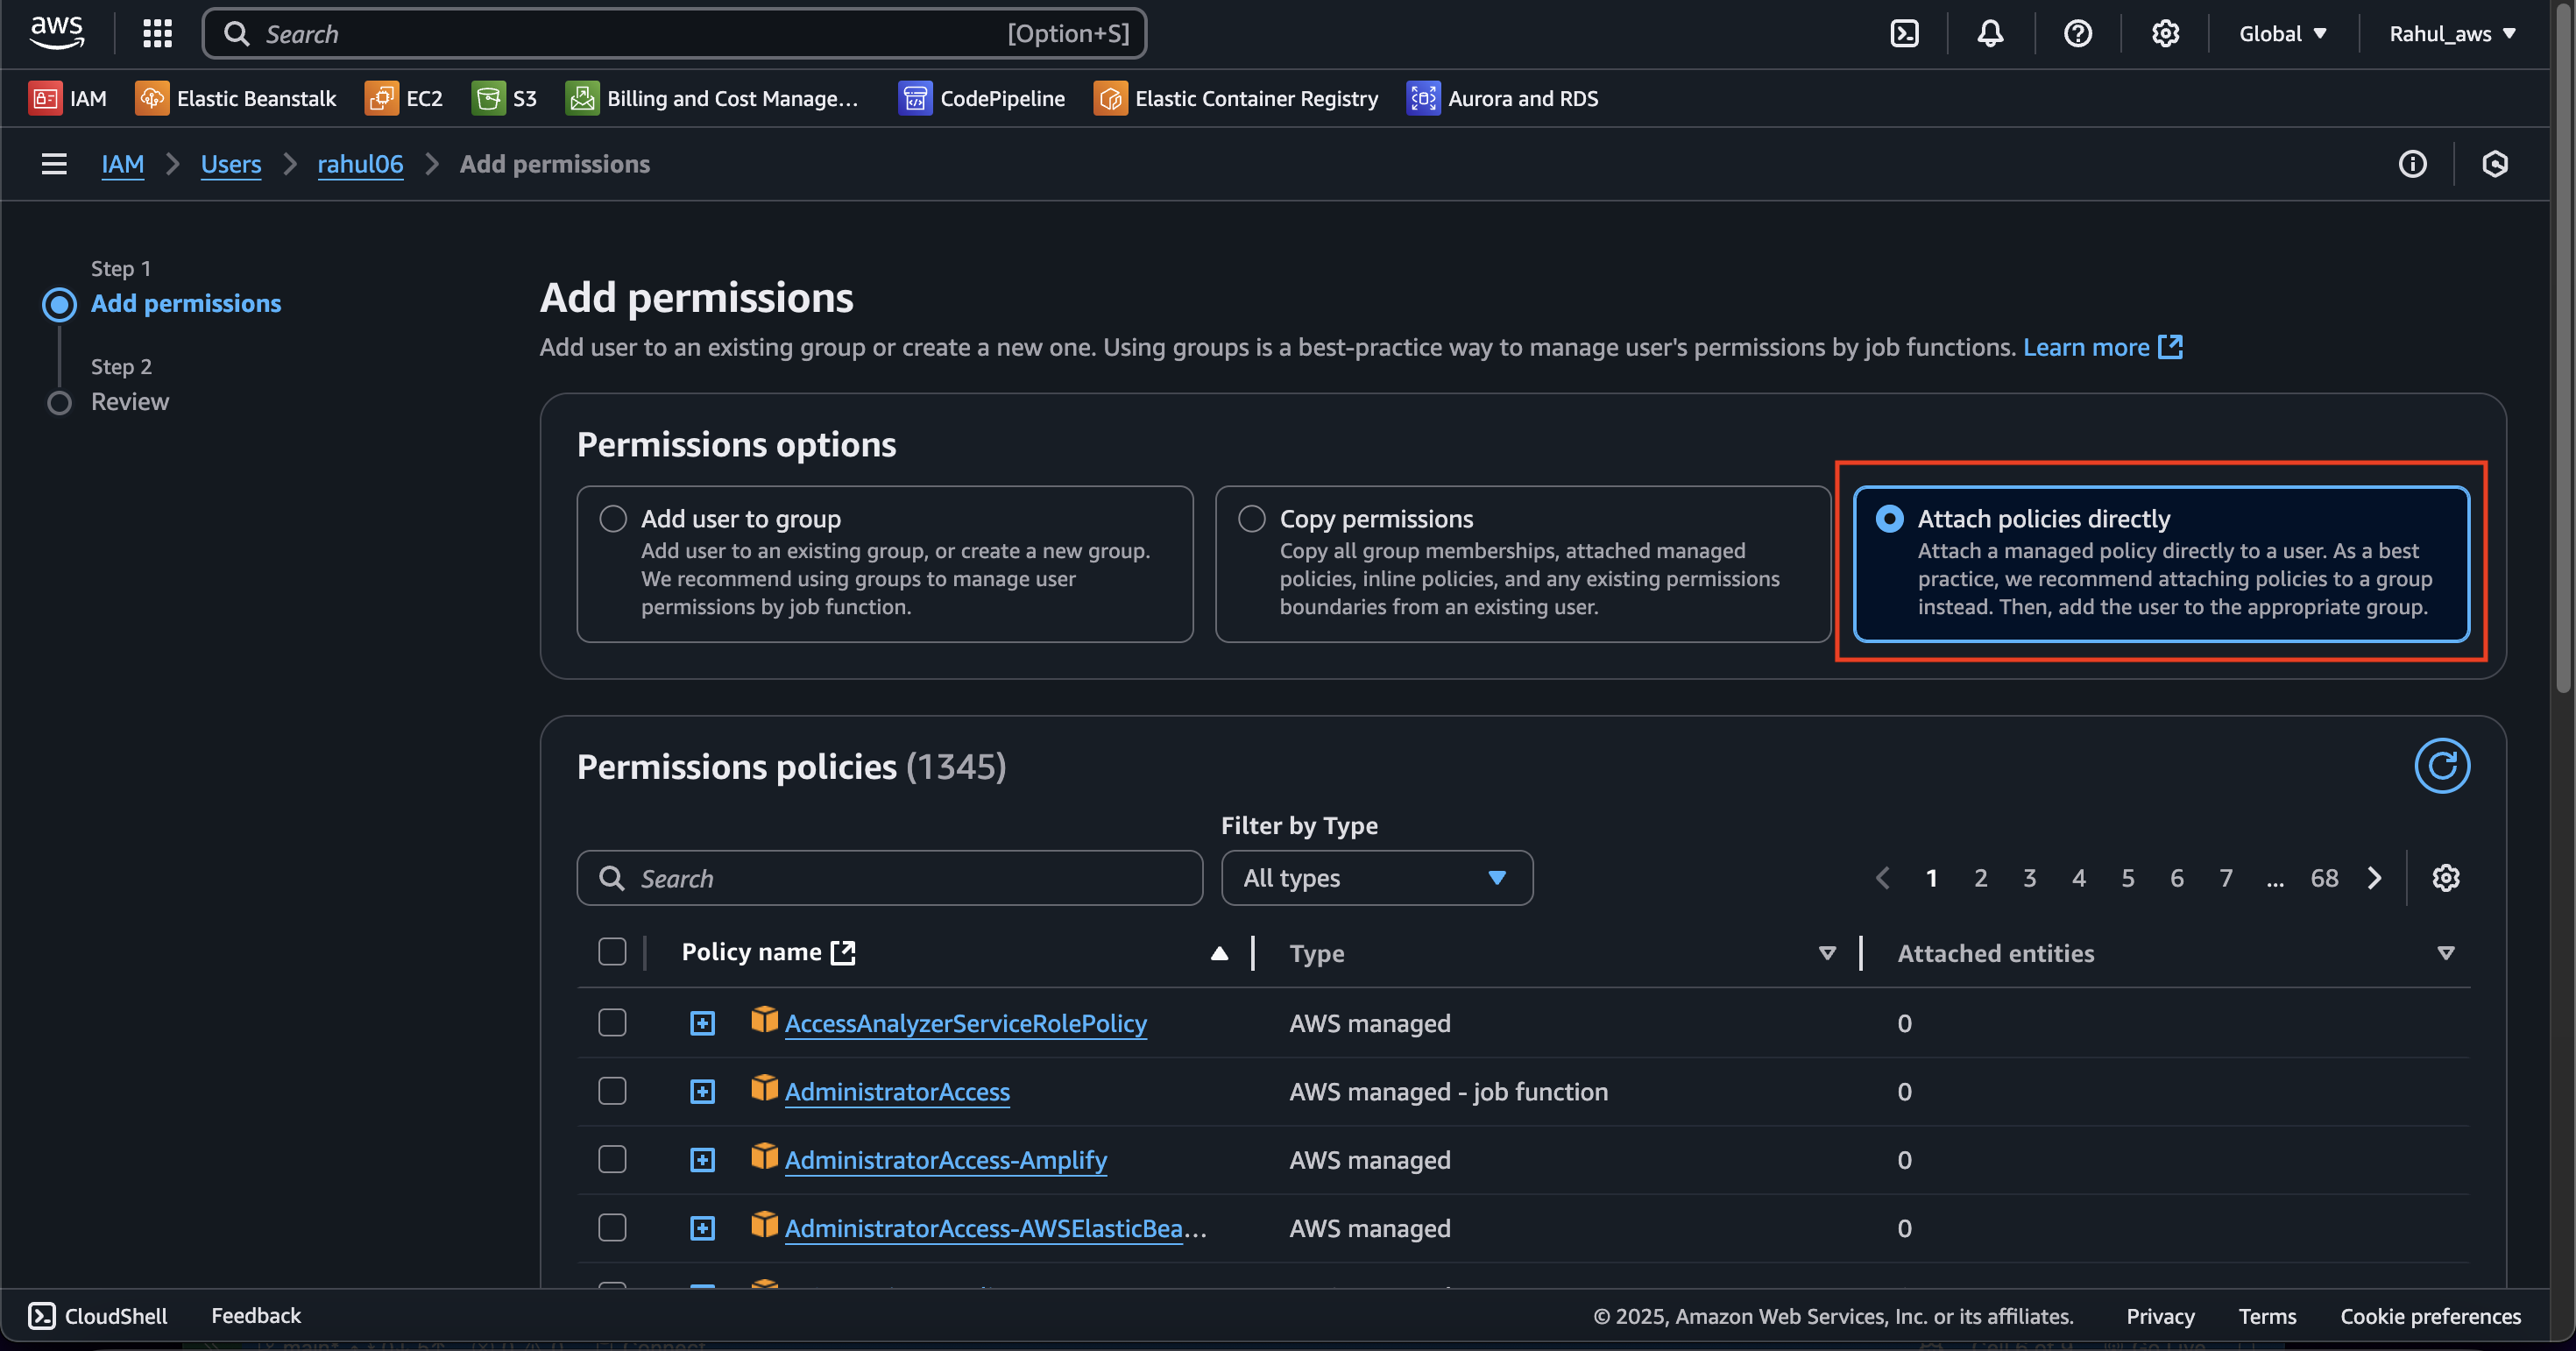 aws
Search [Option+S]
Global
Rahul_aws
IAM
Elastic Beanstalk
EC2
S3
Billing and Cost Manage...
CodePipeline
Elastic Container Registry
Aurora and RDS
IAM
Users
rahul06
Add permissions
Step 1
Add permissions
Step 2
Review
Add permissions
Add user to an existing group or create a new one. Using groups is a best-practice way to manage user's permissions by job functions. Learn more
Permissions options
Add user to group
Add user to an existing group, or create a new group.
We recommend using groups to manage user
permissions by job function.
Copy permissions
Copy all group memberships, attached managed
policies, inline policies, and any existing permissions
boundaries from an existing user.
Attach policies directly
Attach a managed policy directly to a user. As a best
practice, we recommend attaching policies to a group
instead. Then, add the user to the appropriate group.
Permissions policies (1345)
Filter by Type
Search
All types
1 2 3 4 5 6 7 ... 68
Policy name Type Attached entities
AccessAnalyzerServiceRolePolicy AWS managed 0
AdministratorAccess AWS managed - job function 0
AdministratorAccess-Amplify AWS managed 0
AdministratorAccess-AWSElasticBea... AWS managed 0
CloudShell
Feedback
© 2025, Amazon Web Services, Inc. or its affiliates.
Privacy
Terms
Cookie preferences